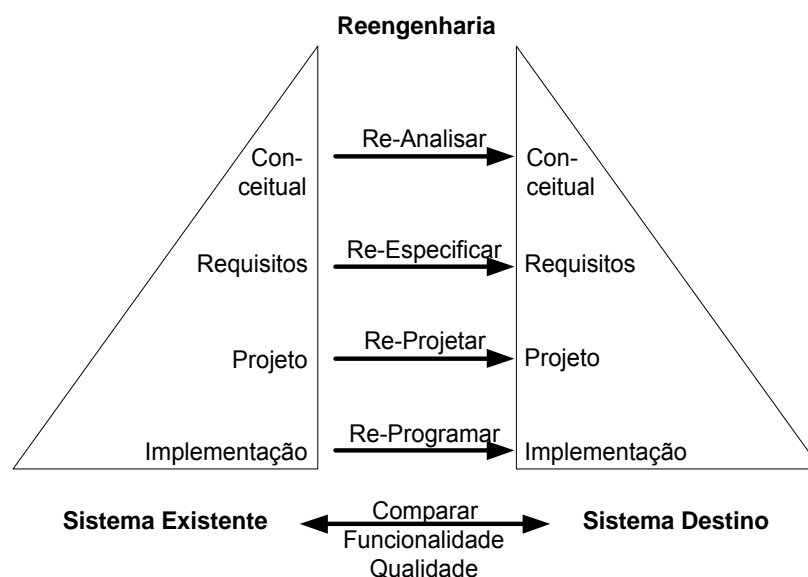 Reengenharia
Re-Analisar
Con-
ceitual
Con-
ceitual
Re-Especificar
Requisitos
Requisitos
Re-Projetar
Projeto
Projeto
Re-Programar
Implementação
Implementação
Sistema Existente
Comparar
Funcionalidade
Qualidade
Sistema Destino